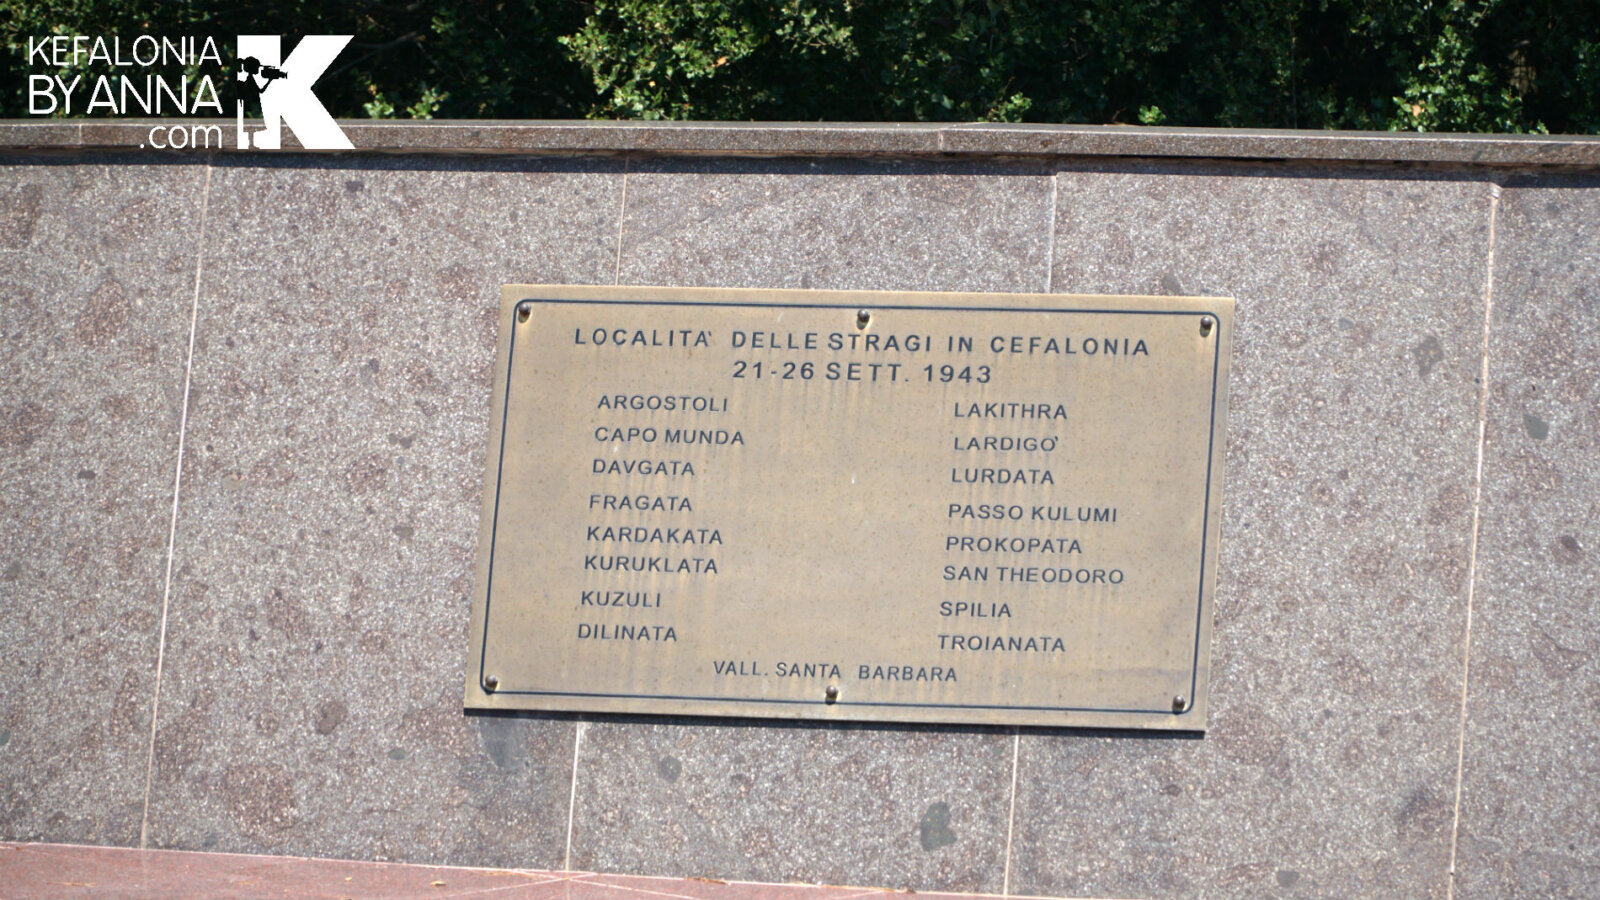 KEFALONIA
BY ANNA
.com
LOCALITA' DELLE STRAGI IN CEFALONIA
21-26 SETT. 1943
ARGOSTOLI
CAPO MUNDA
DAVGATA
FRAGATA
KARDAKATA
KURUKLATA
KUZULI
DILINATA
LAKITHRA
LARDIGO'
LURDATA
PASSO KULUMI
PROKOPATA
SAN THEODORO
SPILIA
TROIANATA
VALL. SANTA BARBARA